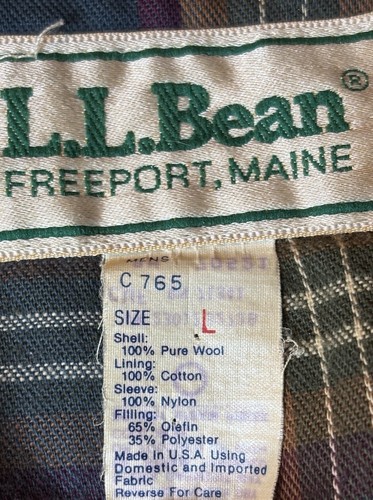 L.L.Bean®
FREEPORT, MAINE
MENS
C 765
SIZE L
Shell:
100% Pure Wool
Lining:
100% Cotton
Sleeve:
100% Nylon
Filling:
65% Olefin
35% Polyester
Made in U.S.A. Using
Domestic and Imported
Fabric
Reverse For Care